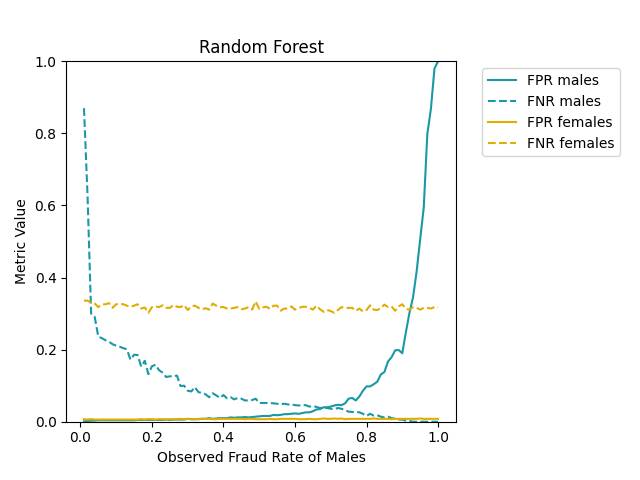 Random Forest
Metric Value
1.0
0.8
0.6
0.4
0.2
0.0
0.0 0.2 0.4 0.6 0.8 1.0
Observed Fraud Rate of Males
FPR males
FNR males
FPR females
FNR females